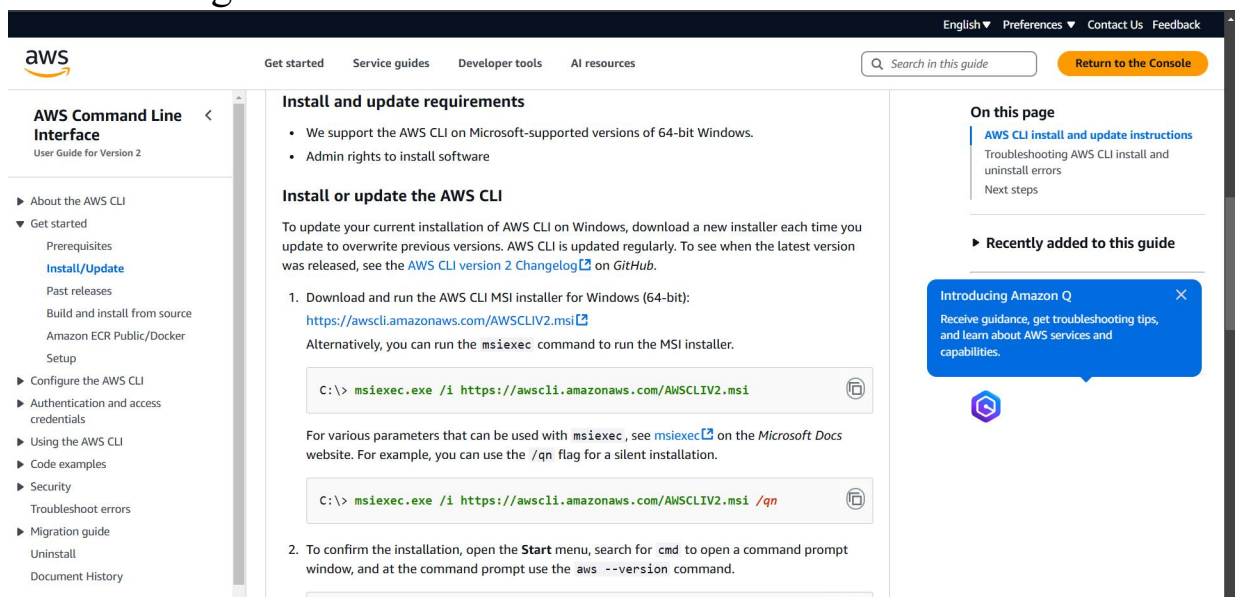 English▼ Preferences ▼ Contact Us Feedback
aws
Get started Service guides Developer tools AI resources
Search in this guide
Return to the Console
AWS Command Line
Interface
User Guide for Version 2
▶ About the AWS CLI
▼ Get started
Prerequisites
Install/Update
Past releases
Build and install from source
Amazon ECR Public/Docker
Setup
▶ Configure the AWS CLI
▶ Authentication and access
credentials
▶ Using the AWS CLI
▶ Code examples
▶ Security
Troubleshoot errors
▶ Migration guide
Uninstall
Document History
Install and update requirements
• We support the AWS CLI on Microsoft-supported versions of 64-bit Windows.
• Admin rights to install software
Install or update the AWS CLI
To update your current installation of AWS CLI on Windows, download a new installer each time you
update to overwrite previous versions. AWS CLI is updated regularly. To see when the latest version
was released, see the AWS CLI version 2 Changelog on GitHub.
1. Download and run the AWS CLI MSI installer for Windows (64-bit):
https://awscli.amazonaws.com/AWSCLIV2.msi
Alternatively, you can run the msiexec command to run the MSI installer.
C:\> msiexec.exe /i https://awscli.amazonaws.com/AWSCLIV2.msi
For various parameters that can be used with msiexec, see msiexec on the Microsoft Docs
website. For example, you can use the /qn flag for a silent installation.
C:\> msiexec.exe /i https://awscli.amazonaws.com/AWSCLIV2.msi /qn
2. To confirm the installation, open the Start menu, search for cmd to open a command prompt
window, and at the command prompt use the aws --version command.
On this page
AWS CLI install and update instructions
Troubleshooting AWS CLI install and
uninstall errors
Next steps
▶ Recently added to this guide
Introducing Amazon Q
Receive guidance, get troubleshooting tips,
and learn about AWS services and
capabilities.